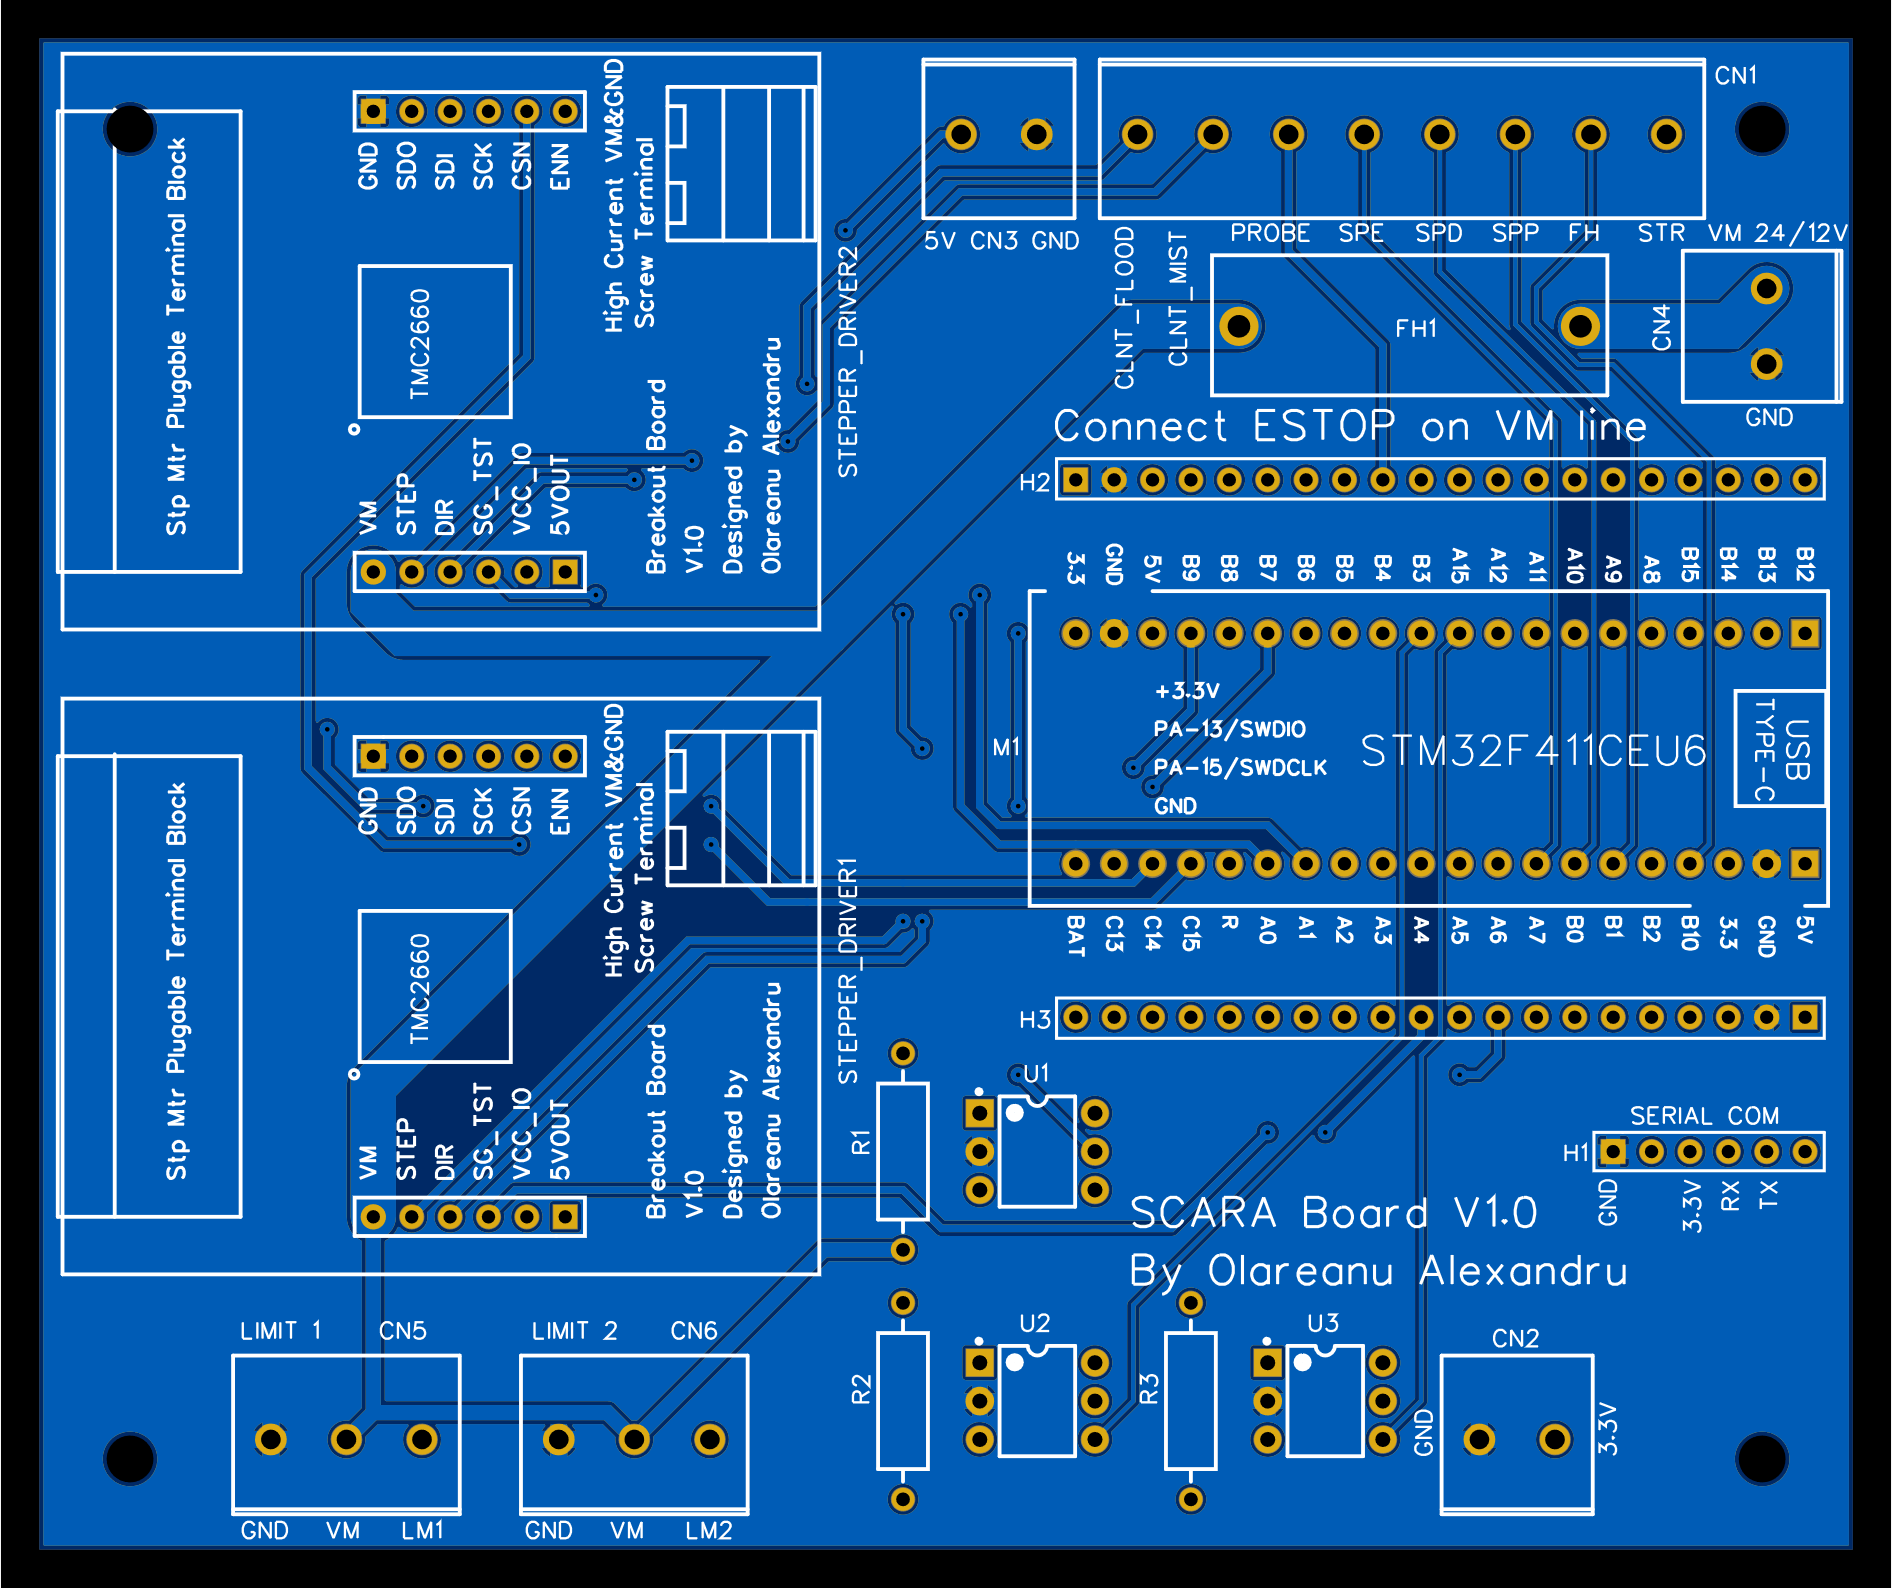 GND
SDO
SDI
SCK
CSN
ENN
High Current VM&GND
Screw Terminal
Stp Mtr Plugable Terminal Block
TMC2660
VM
STEP
DIR
SG_TST
VCC_IO
5VOUT
Breakout Board
V1.0
Designed by
Olareanu Alexandru
STEPPER_DRIVER2
5V CN3 GND
CN1
CLNT_FLOOD
CLNT_MIST
PROBE SPE SPD SPP FH STR
VM 24/12V
FH1
CN4
GND
Connect ESTOP on VM line
H2
3.3 GND 5V B9 B8 B7 B6 B5 B4 B3 A15 A12 A11 A10 A9 A8 B15 B14 B13 B12
+3.3V
PA-13/SWDIO
PA-15/SWDCLK
GND
M1
STM32F411CEU6
USB
TYPE-C
BAT C13 C14 C15 R A0 A1 A2 A3 A4 A5 A6 A7 B0 B1 B2 B10 3.3 GND 5V
H3
GND
SDO
SDI
SCK
CSN
ENN
High Current VM&GND
Screw Terminal
Stp Mtr Plugable Terminal Block
TMC2660
VM
STEP
DIR
SG_TST
VCC_IO
5VOUT
Breakout Board
V1.0
Designed by
Olareanu Alexandru
STEPPER_DRIVER1
R1
U1
SERIAL COM
H1
GND
3.3V
RX
TX
SCARA Board V1.0
By Olareanu Alexandru
LIMIT 1 CN5
LIMIT 2 CN6
GND VM LM1
GND VM LM2
R2
U2
R3
U3
CN2
GND
3.3V